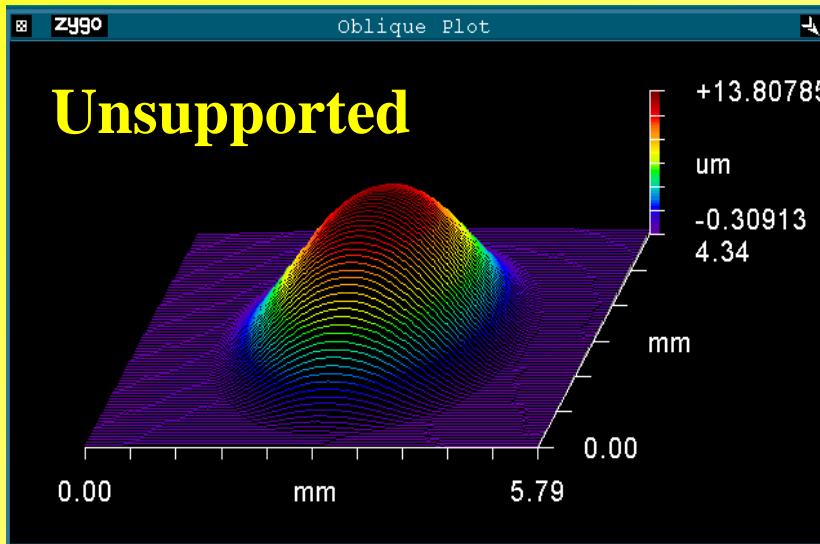 zygo Oblique Plot
Unsupported
+13.80785
um
-0.30913
4.34
mm
0.00
0.00 mm 5.79